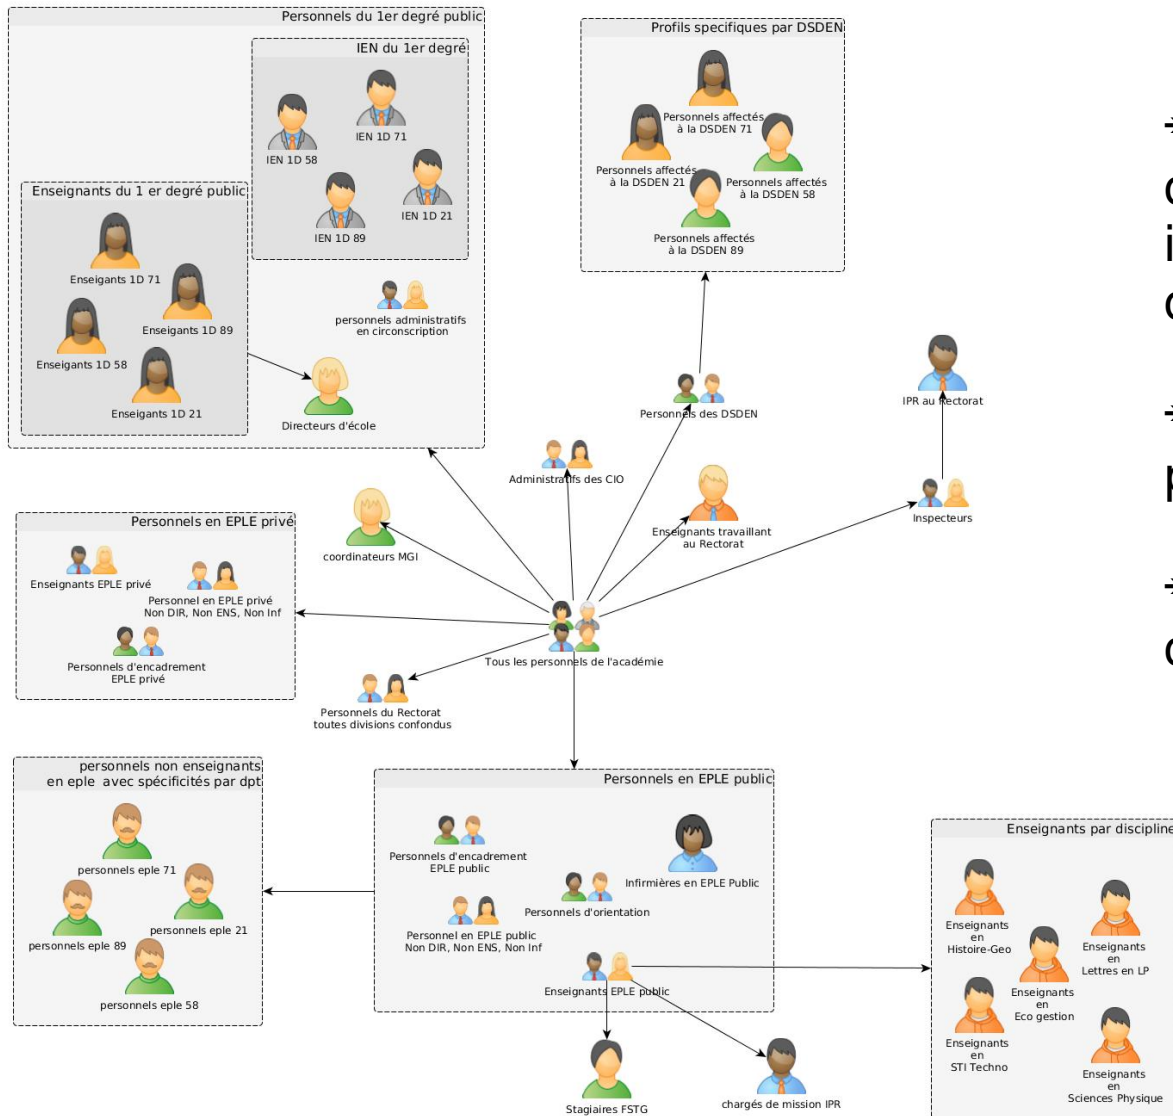 Personnels du 1er degré public
IEN du 1er degré
IEN 1D 71
IEN 1D 58
IEN 1D 21
IEN 1D 89
Enseignants du 1 er degré public
Enseigants 1D 71
Enseigants 1D 89
Enseigants 1D 58
Enseigants 1D 21
personnels administratifs
en circonscription
Directeurs d'école
Profils specifiques par DSDEN
Personnels affectés
à la DSDEN 71
Personnels affectés
à la DSDEN 21
Personnels affectés
à la DSDEN 58
Personnels affectés
à la DSDEN 89
IPR au Rectorat
Personnels des DSDEN
Administratifs des CIO
Enseignants travaillant
au Rectorat
Inspecteurs
coordinateurs MGI
Personnels en EPLE privé
Enseignants EPLE privé
Personnel en EPLE privé
Non DIR, Non ENS, Non Inf
Personnels d'encadrement
EPLE privé
Tous les personnels de l'académie
Personnels du Rectorat
toutes divisions confondus
personnels non enseignants
en eple avec spécificités par dpt
personnels eple 71
personnels eple 21
personnels eple 89
personnels eple 58
Personnels en EPLE public
Personnels d'encadrement
EPLE public
Infirmières en EPLE Public
Personnels d'orientation
Personnel en EPLE public
Non DIR, Non ENS, Non Inf
Enseignants EPLE public
Stagiaires FSTG
chargés de mission IPR
Enseignants par discipline
Enseignants
en
Histoire-Geo
Enseignants
en
Lettres en LP
Enseignants
en
Eco gestion
Enseignants
en
STI Techno
Enseignants
en
Sciences Physique